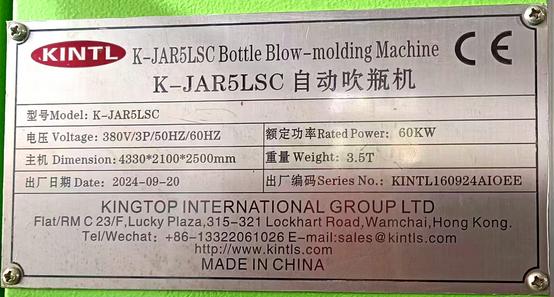 KINTL K-JAR5LSC Bottle Blow-molding Machine CE
K-JAR5LSC 自动吹瓶机
型号Model: K-JAR5LSC
电压 Voltage: 380V/3P/50HZ/60HZ 额定功率Rated Power: 60KW
主机 Dimension: 4330*2100*2500mm 重量 Weight: 3.5T
出厂日期 Date: 2024-09-20 出厂编码Series No.: KINTL160924AIOEE
KINGTOP INTERNATIONAL GROUP LTD
Flat/RM C 23/F,Lucky Plaza,315-321 Lockhart Road,Wamchai,Hong Kong.
Tel/Wechat: +86-13322061026 E-mail:sales@kintls.com
http://www.kintls.com
MADE IN CHINA